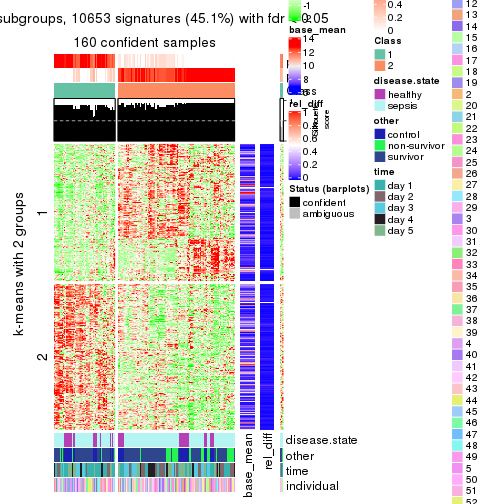 subgroups, 10653 signatures (45.1%) with fdr < 0.05
160 confident samples
k-means with 2 groups
1
2
base_mean
rel_diff
disease.state
other
time
individual
-1
base_mean
14
12
10
8
rel_diff
1
0.8
0.4
0.2
0
Status (barplots)
confident
ambiguous
0.4
0.2
0
Class
1
2
disease.state
healthy
sepsis
other
control
non-survivor
survivor
time
day 1
day 2
day 3
day 4
day 5
12
13
14
15
16
17
18
19
2
20
21
22
23
24
25
26
27
28
29
3
30
31
32
33
34
35
36
37
38
39
4
40
41
42
43
44
45
46
47
48
49
5
50
51
52